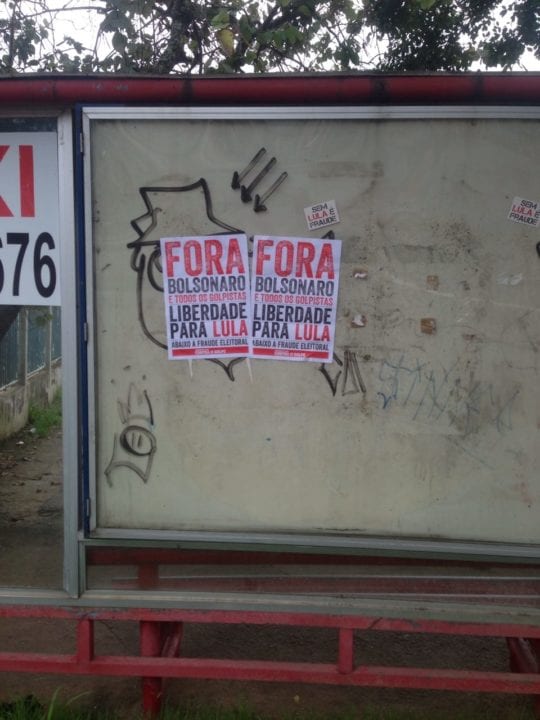 XI
676
SEM
LULA É
FRAUDE
SEM
LULA É
FRAUDE
FORA
BOLSONARO
E TODOS OS GOLPISTAS
LIBERDADE
PARA LULA
ABAIXO A FRAUDE ELEITORAL
FORA
BOLSONARO
E TODOS OS GOLPISTAS
LIBERDADE
PARA LULA
ABAIXO A FRAUDE ELEITORAL